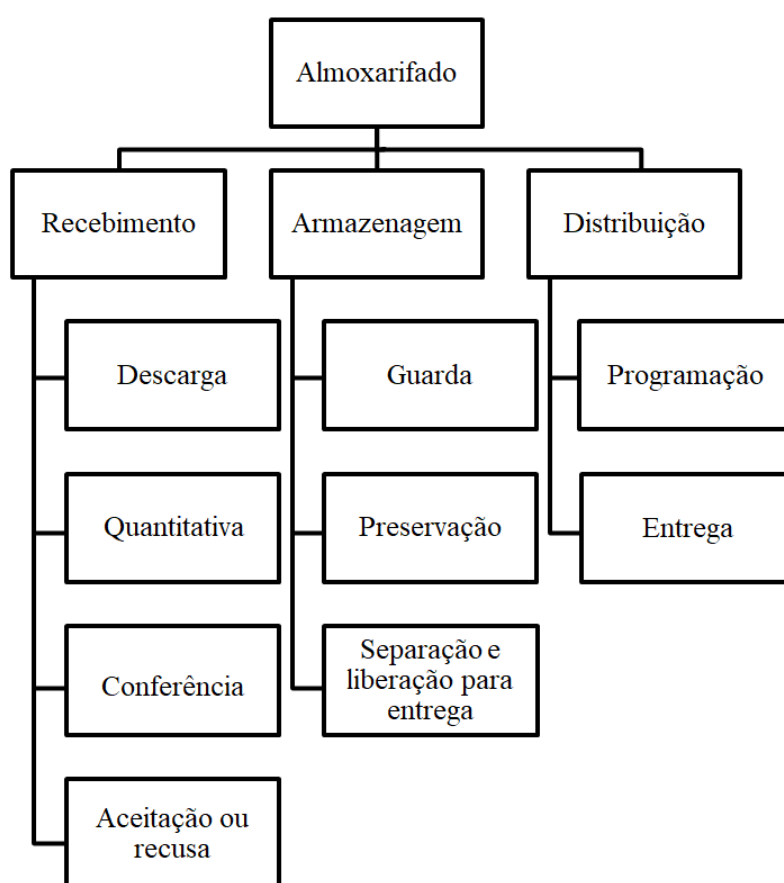 Almoxarifado
Recebimento
Armazenagem
Distribuição
Descarga
Guarda
Programação
Quantitativa
Preservação
Entrega
Conferência
Separação e
liberação para
entrega
Aceitação ou
recusa